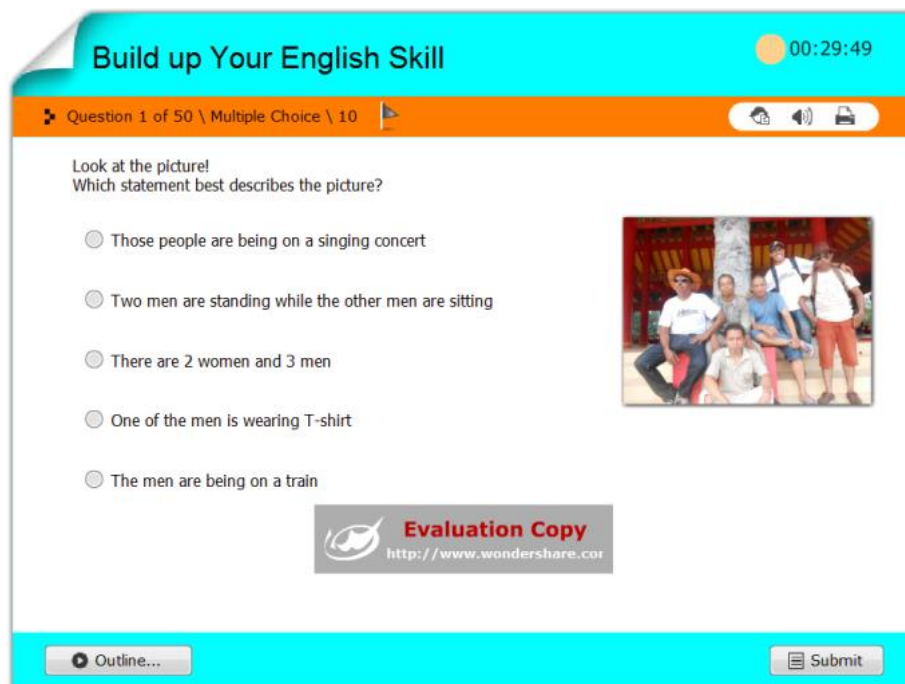 Build up Your English Skill
00:29:49
Question 1 of 50 \ Multiple Choice \ 10
Look at the picture!
Which statement best describes the picture?
Those people are being on a singing concert
Two men are standing while the other men are sitting
There are 2 women and 3 men
One of the men is wearing T-shirt
The men are being on a train
Evaluation Copy
http://www.wondershare.cor
Outline...
Submit